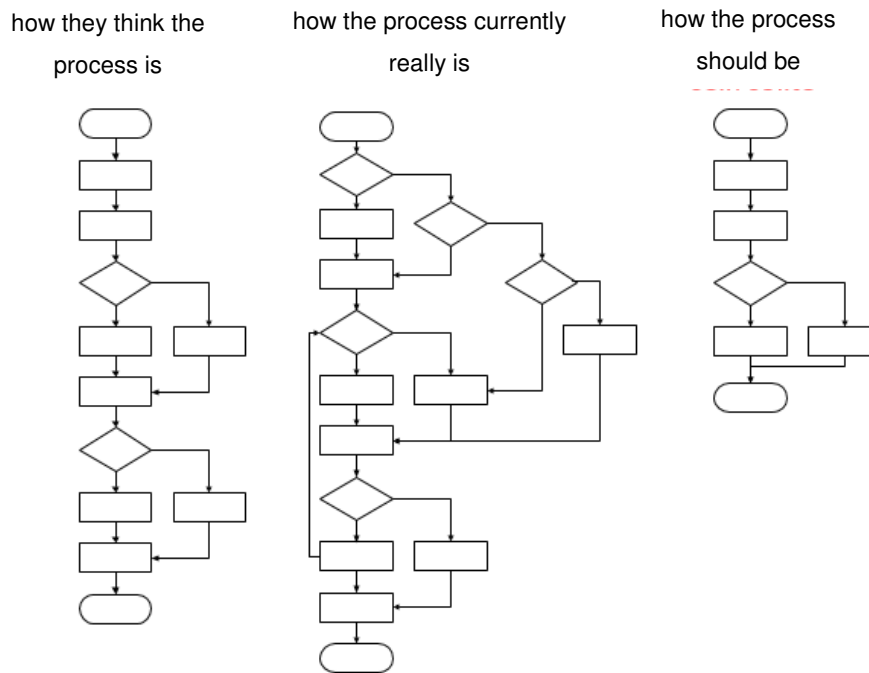 how they think the
process is
how the process currently
really is
how the process
should be